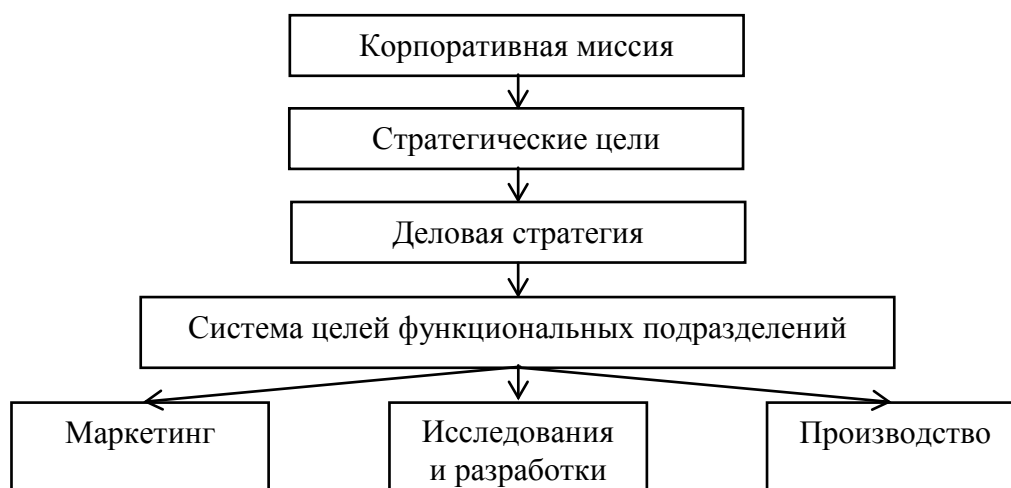 Корпоративная миссия
Стратегические цели
Деловая стратегия
Система целей функциональных подразделений
Маркетинг
Исследования
и разработки
Производство